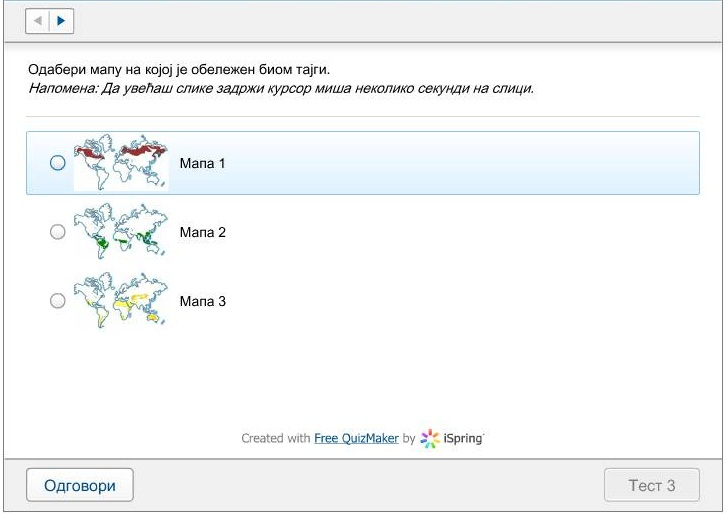 Одабери мапу на којој је обележен биом тајги.
Напомена: Да увећаш слике задржи курсор миша неколико секунди на слици.
Мапа 1
Мапа 2
Мапа 3
Created with Free QuizMaker by iSpring
Одговори
Тест 3